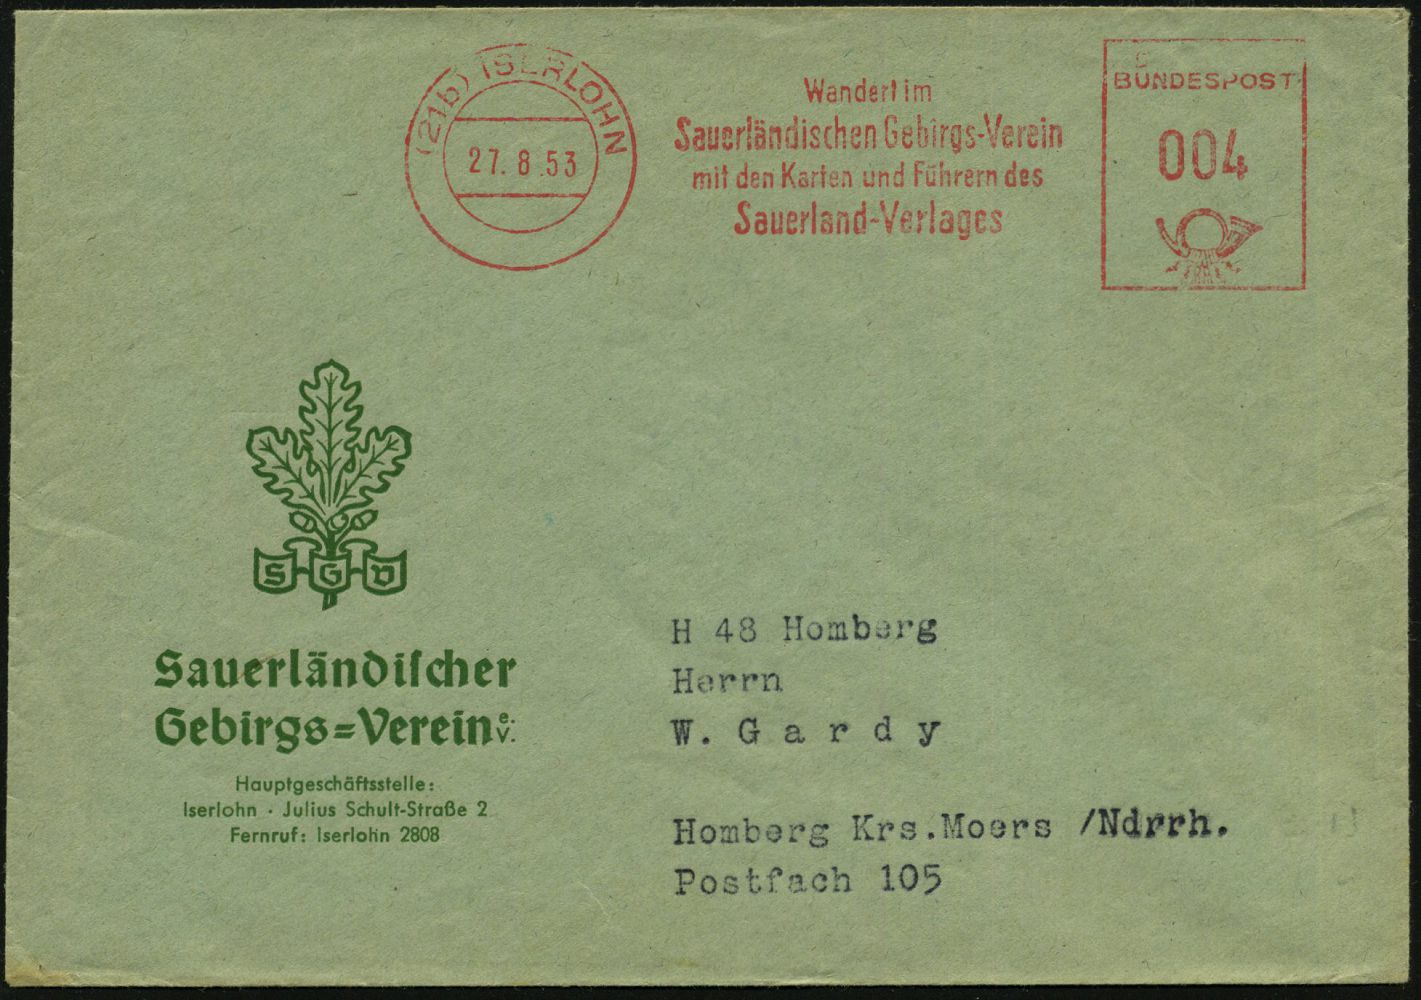 (21b) ISERLOHN
27. 8. 53
Wandert im
Sauerländischen Gebirgs-Verein
mit den Karten und Führern des
Sauerland-Verlages
BUNDESPOST
004
S G V
Sauerländischer
Gebirgs=Verein e.V.
Hauptgeschäftsstelle:
Iserlohn · Julius Schult-Straße 2
Fernruf: Iserlohn 2808
H 48 Homberg
Herrn
W. G a r d y
Homberg Krs.Moers /Ndrrh.
Postfach 105